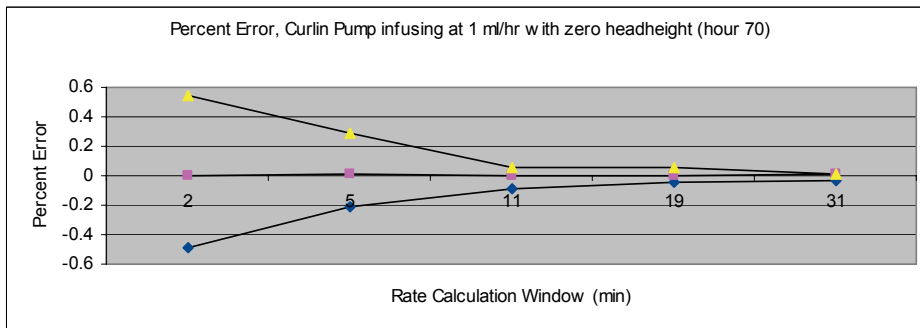 Percent Error, Curlin Pump infusing at 1 ml/hr with zero headheight (hour 70)
0.6
0.4
0.2
0
-0.2
-0.4
-0.6
Percent Error
2 5 11 19 31
Rate Calculation Window (min)